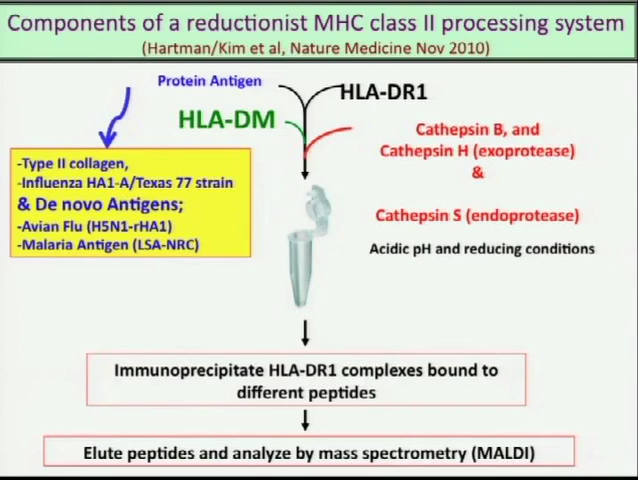 Components of a reductionist MHC class II processing system
(Hartman/Kim et al, Nature Medicine Nov 2010)
Protein Antigen
HLA-DR1
HLA-DM
Cathepsin B, and
Cathepsin H (exoprotease)
&
Cathepsin S (endoprotease)
Acidic pH and reducing conditions
-Type II collagen,
-Influenza HA1-A/Texas 77 strain
& De novo Antigens;
-Avian Flu (H5N1-rHA1)
-Malaria Antigen (LSA-NRC)
Immunoprecipitate HLA-DR1 complexes bound to
different peptides
Elute peptides and analyze by mass spectrometry (MALDI)